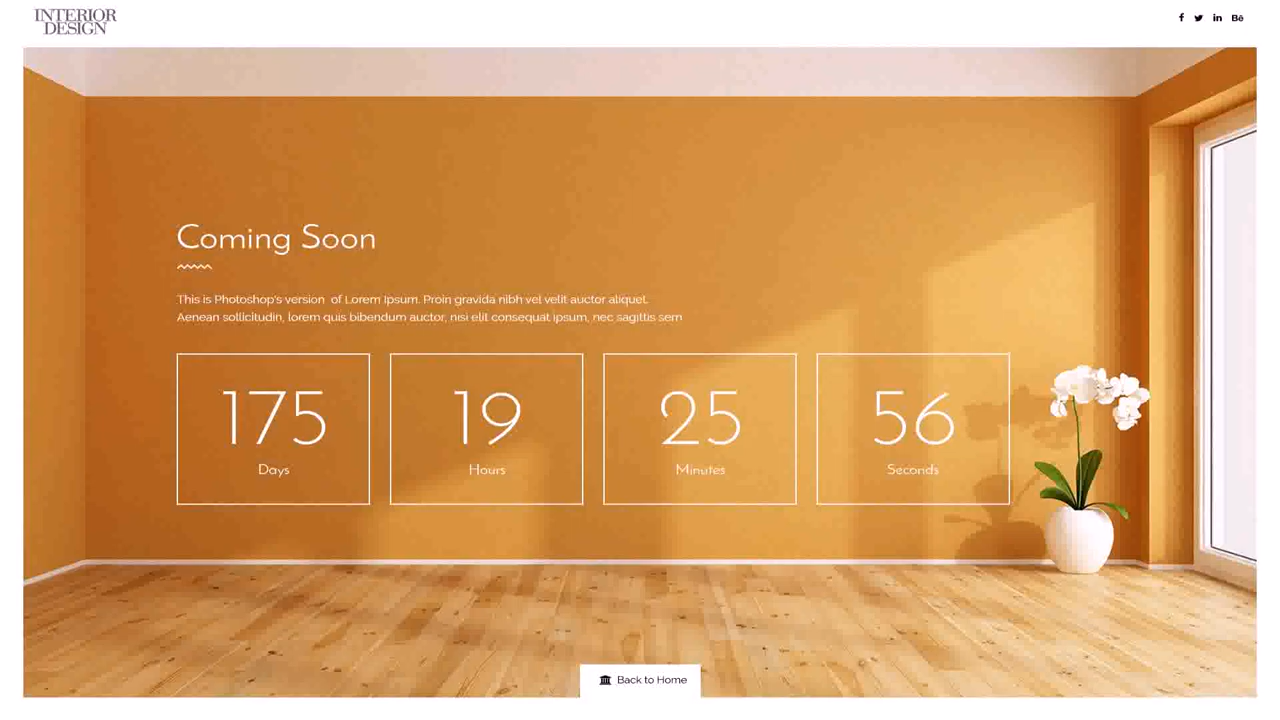 INTERIOR
DESIGN
Bē
Coming Soon
This is Photoshop's version of Lorem Ipsum. Proin gravida nibh vel velit auctor aliquet.
Aenean sollicitudin, lorem quis bibendum auctor, nisi elit consequat ipsum, nec sagittis sem
175
Days
19
Hours
25
Minutes
56
Seconds
Back to Home